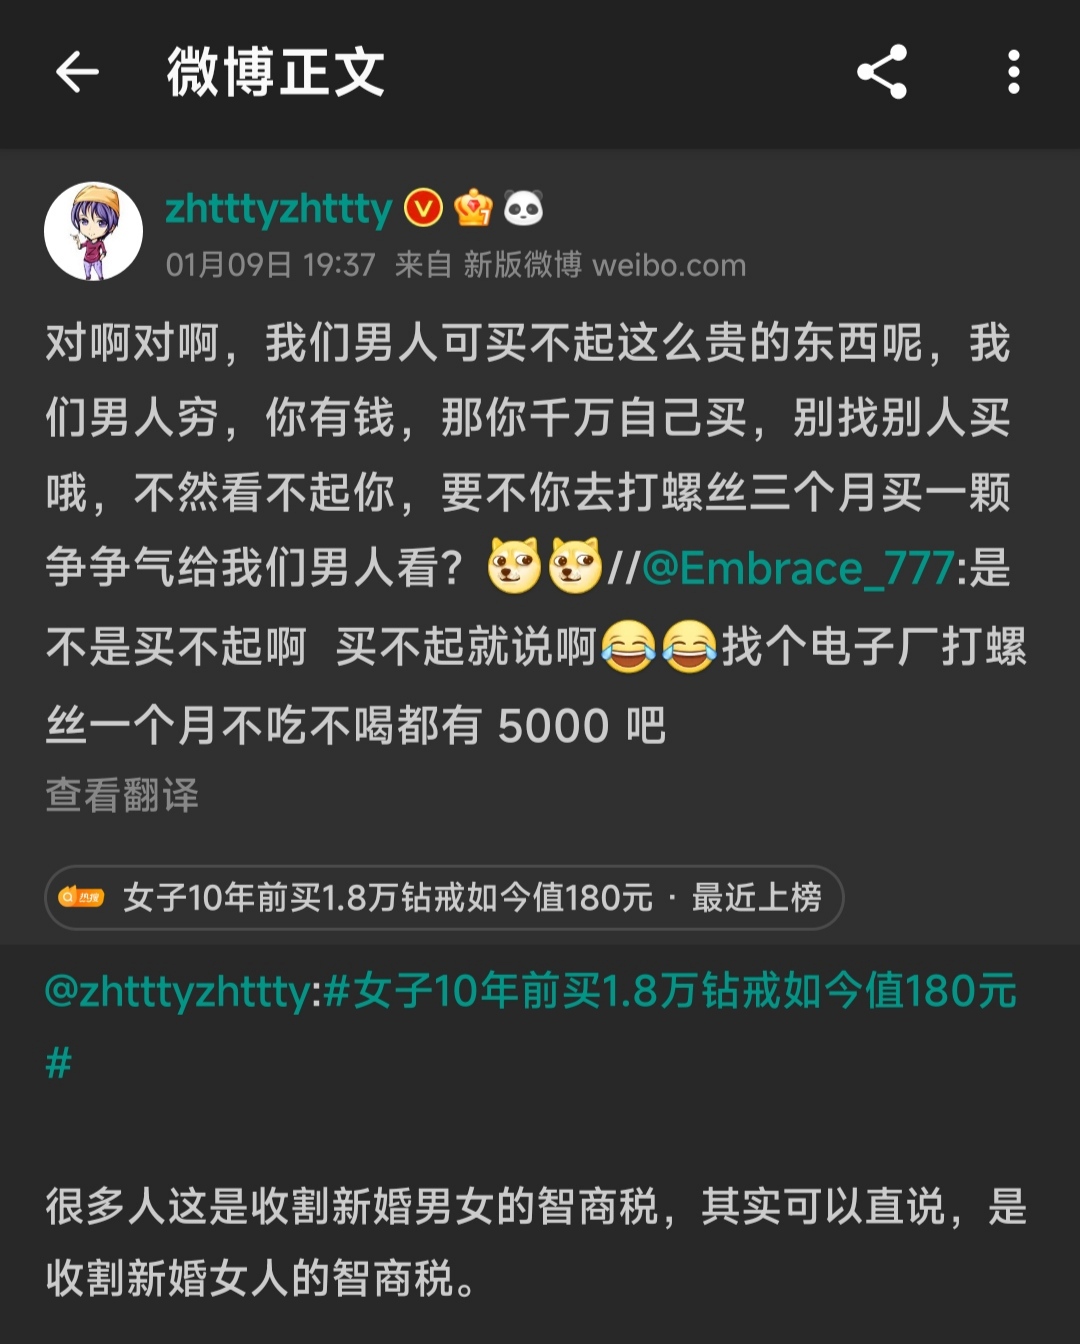 微博正文
zhtttyzhttty
01月09日 19:37 来自 新版微博 weibo.com
对啊对啊，我们男人可买不起这么贵的东西呢，我
们男人穷，你有钱，那你千万自己买，别找别人买
哦，不然看不起你，要不你去打螺丝三个月买一颗
争争气给我们男人看？//@Embrace_777:是
不是买不起啊 买不起就说啊😂😂找个电子厂打螺
丝一个月不吃不喝都有 5000 吧
查看翻译
热搜 女子10年前买1.8万钻戒如今值180元 · 最近上榜
@zhtttyzhttty:#女子10年前买1.8万钻戒如今值180元
#
很多人这是收割新婚男女的智商税，其实可以直说，是
收割新婚女人的智商税。